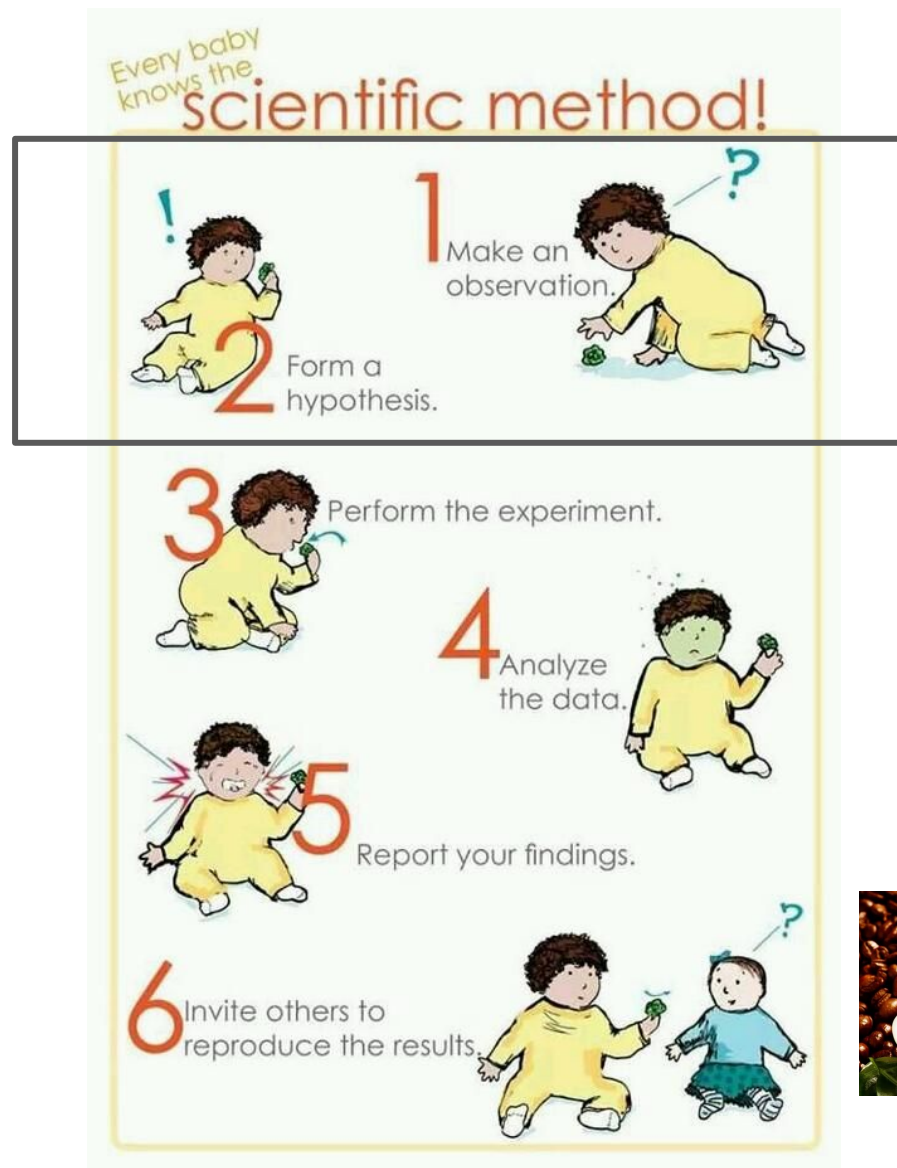 Every baby
knows the
scientific method!
!
?
1
Make an
observation.
2
Form a
hypothesis.
3
Perform the experiment.
4
Analyze
the data.
5
Report your findings.
?
6
Invite others to
reproduce the results.